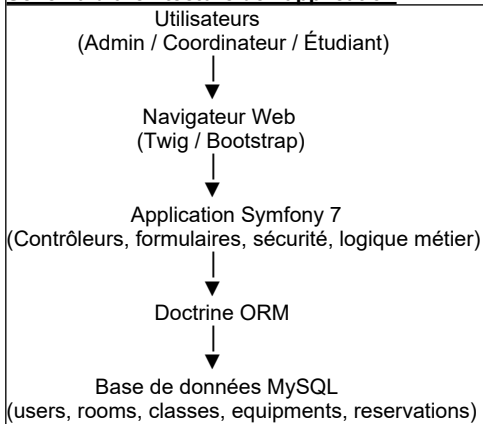 Utilisateurs
(Admin / Coordinateur / Étudiant)
Navigateur Web
(Twig / Bootstrap)
Application Symfony 7
(Contrôleurs, formulaires, sécurité, logique métier)
Doctrine ORM
Base de données MySQL
(users, rooms, classes, equipments, reservations)